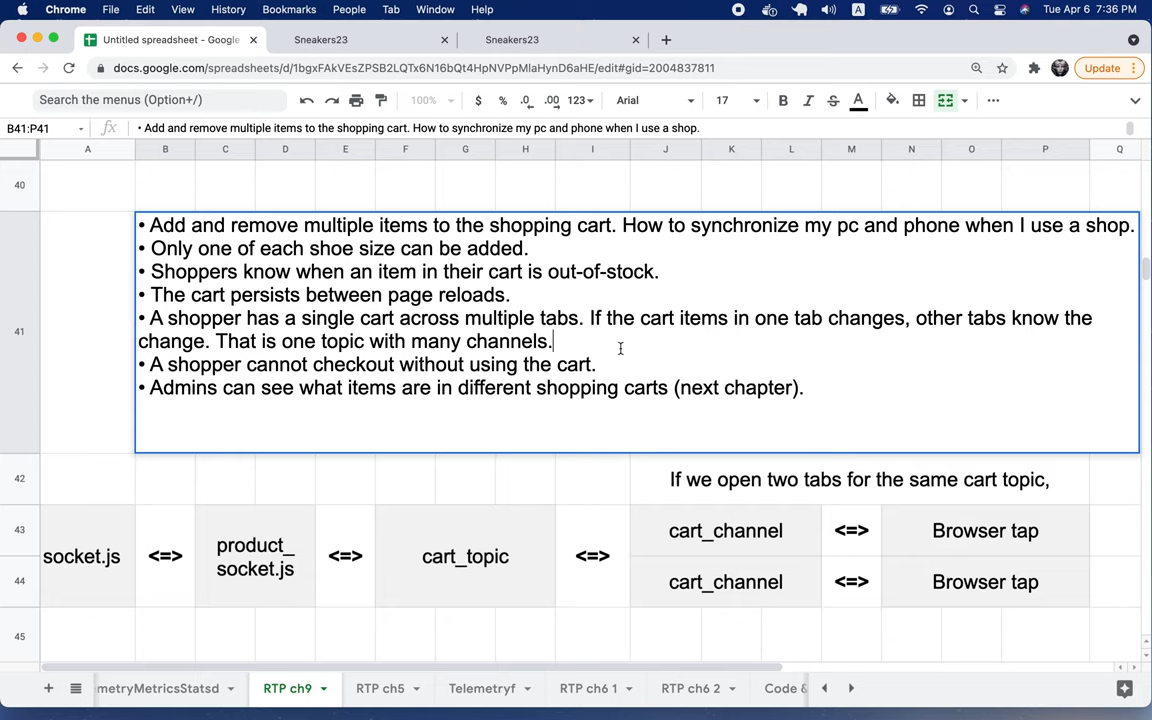 Chrome File Edit View History Bookmarks People Tab Window Help A Tue Apr 6 7:36 PM
Untitled spreadsheet - Google Sneakers23 Sneakers23
docs.google.com/spreadsheets/d/1bgxFAkVEsZPSB2LQTx6N16bQt4HpNVPpMlaHynD6aHE/edit#gid=2004837811 Update
Search the menus (Option+/) 100% $ % .0 .00 123 Arial 17 B I S A
B41:P41 fx • Add and remove multiple items to the shopping cart. How to synchronize my pc and phone when I use a shop.
A B C D E F G H I J K L M N O P Q
40
41
• Add and remove multiple items to the shopping cart. How to synchronize my pc and phone when I use a shop.
• Only one of each shoe size can be added.
• Shoppers know when an item in their cart is out-of-stock.
• The cart persists between page reloads.
• A shopper has a single cart across multiple tabs. If the cart items in one tab changes, other tabs know the
change. That is one topic with many channels.
• A shopper cannot checkout without using the cart.
• Admins can see what items are in different shopping carts (next chapter).
42 If we open two tabs for the same cart topic,
43 cart_channel <=> Browser tap
socket.js <=> product_
socket.js <=> cart_topic <=>
44 cart_channel <=> Browser tap
45
metryMetricsStatsd RTP ch9 RTP ch5 Telemetryf RTP ch6 1 RTP ch6 2 Code &